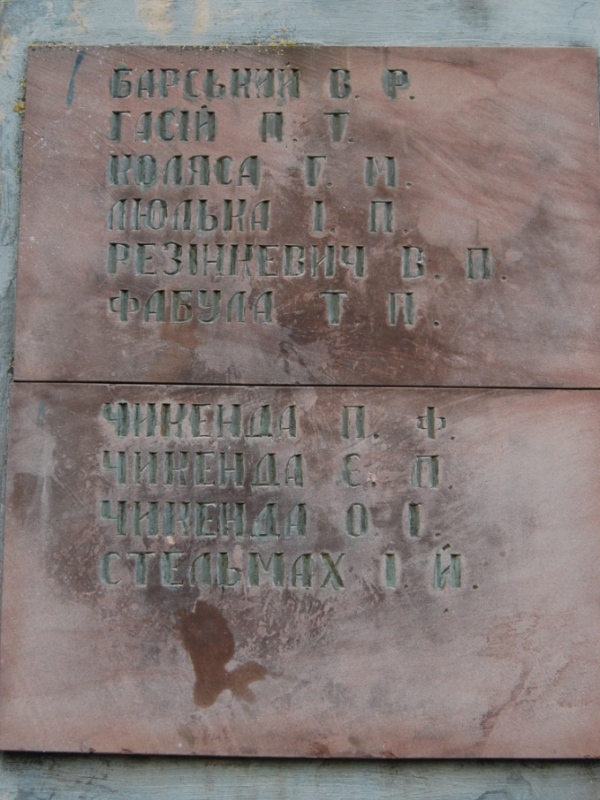 БАРСЬКИЙ В. Р.
ГАСІЙ П. Т.
КОЛЯСА Г. М.
ЛЮЛЬКА І. П.
РЕЗІНКЕВИЧ В. П.
ФАБУЛА Т. П.
ЧИКЕНДА П. Ф.
ЧИКЕНДА Є. П.
ЧИКЕНДА О. І.
СТЕЛЬМАХ І. Й.